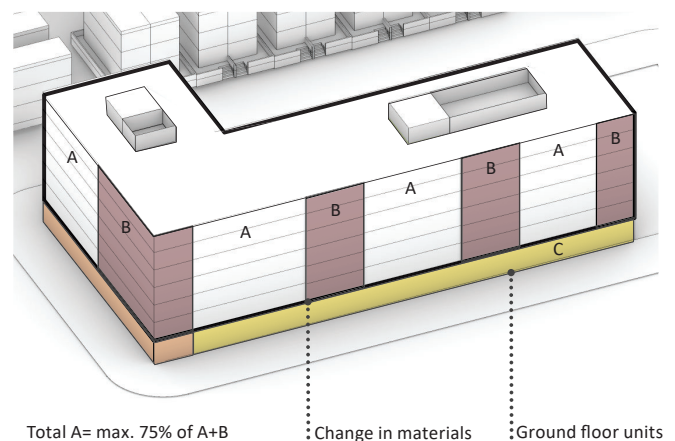 B
A
A
B
A
B
A
B
C
Total A= max. 75% of A+B
Change in materials
Ground floor units